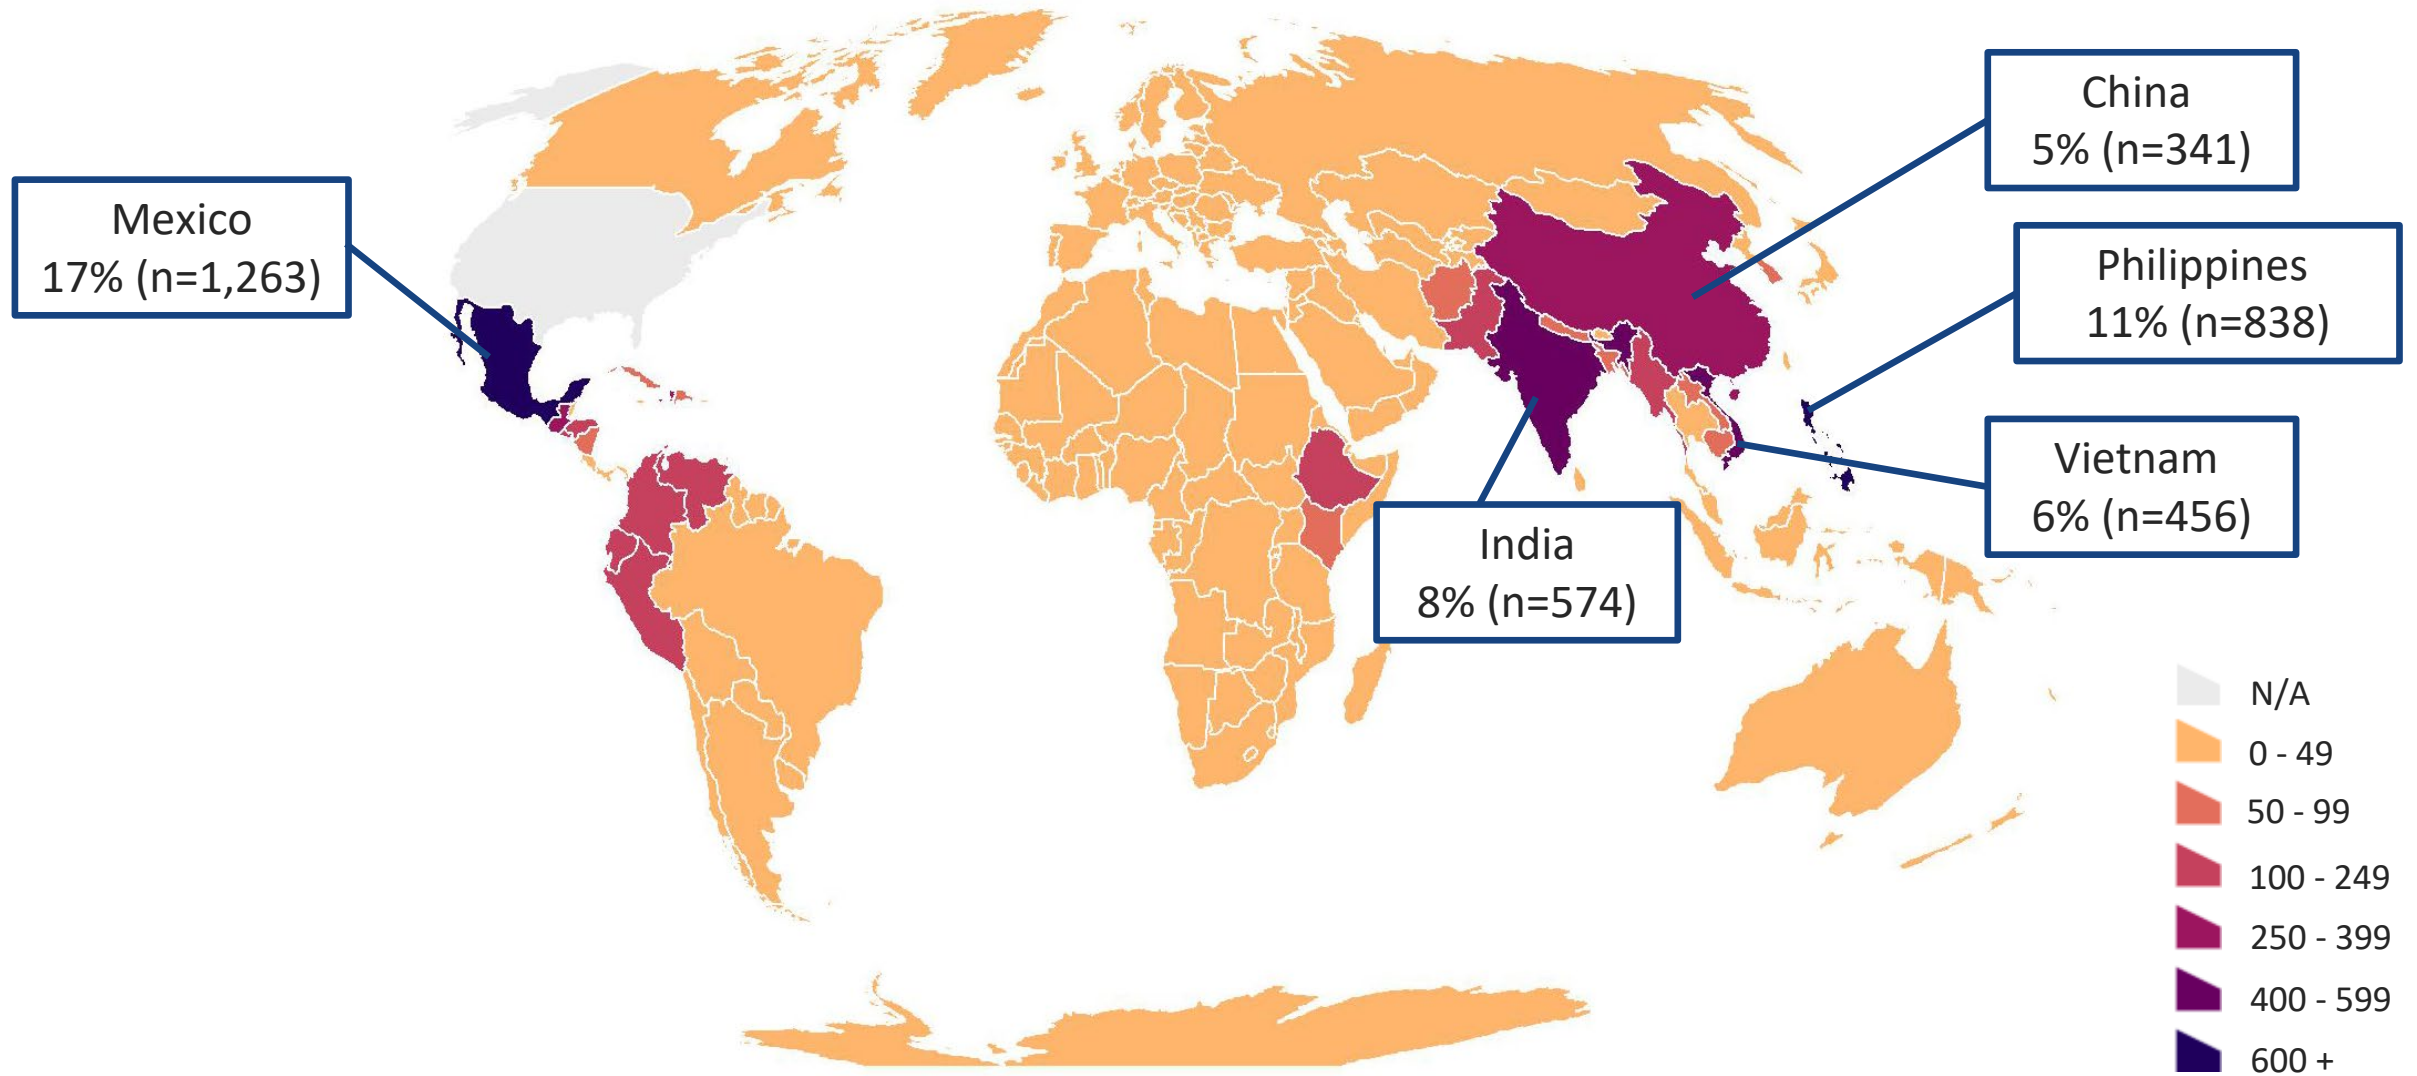 China
5% (n=341)
Mexico
17% (n=1,263)
Philippines
11% (n=838)
Vietnam
6% (n=456)
India
8% (n=574)
N/A
0 - 49
50 - 99
100 - 249
250 - 399
400 - 599
600 +